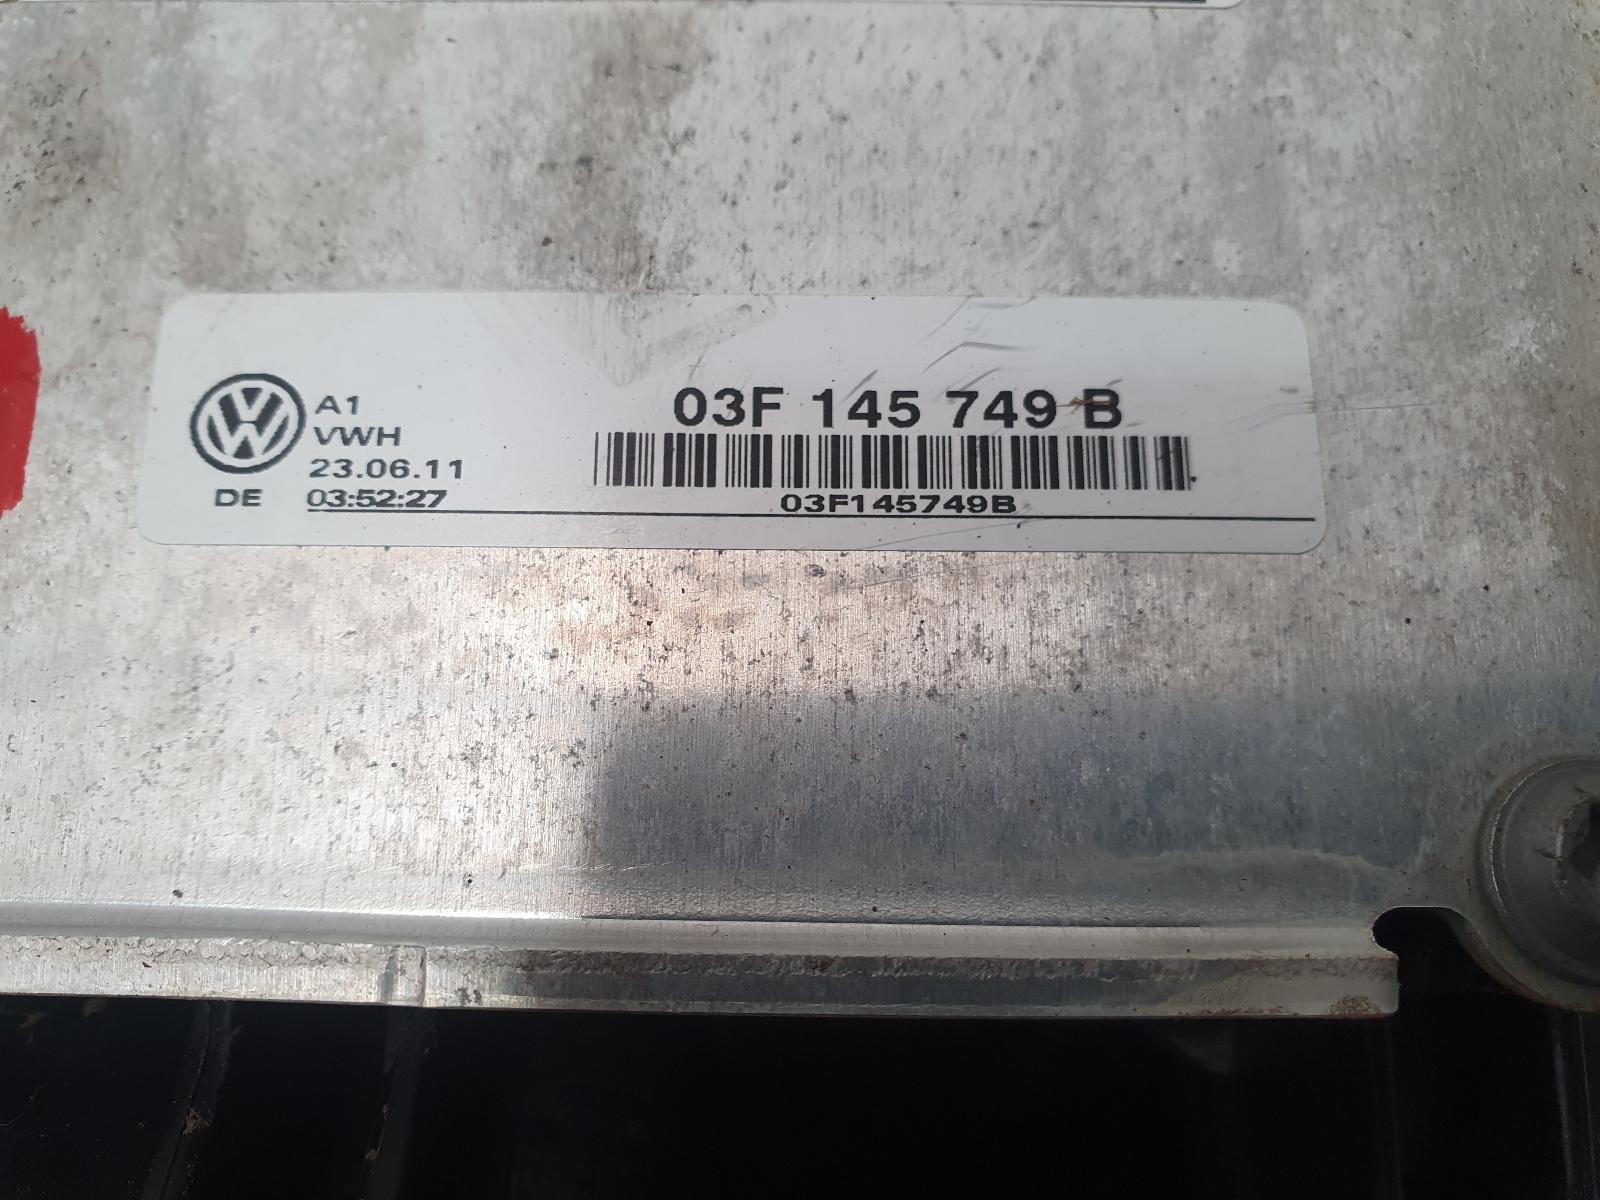 A1
VWH
23.06.11
DE 03:52:27
03F 145 749 B
03F145749B